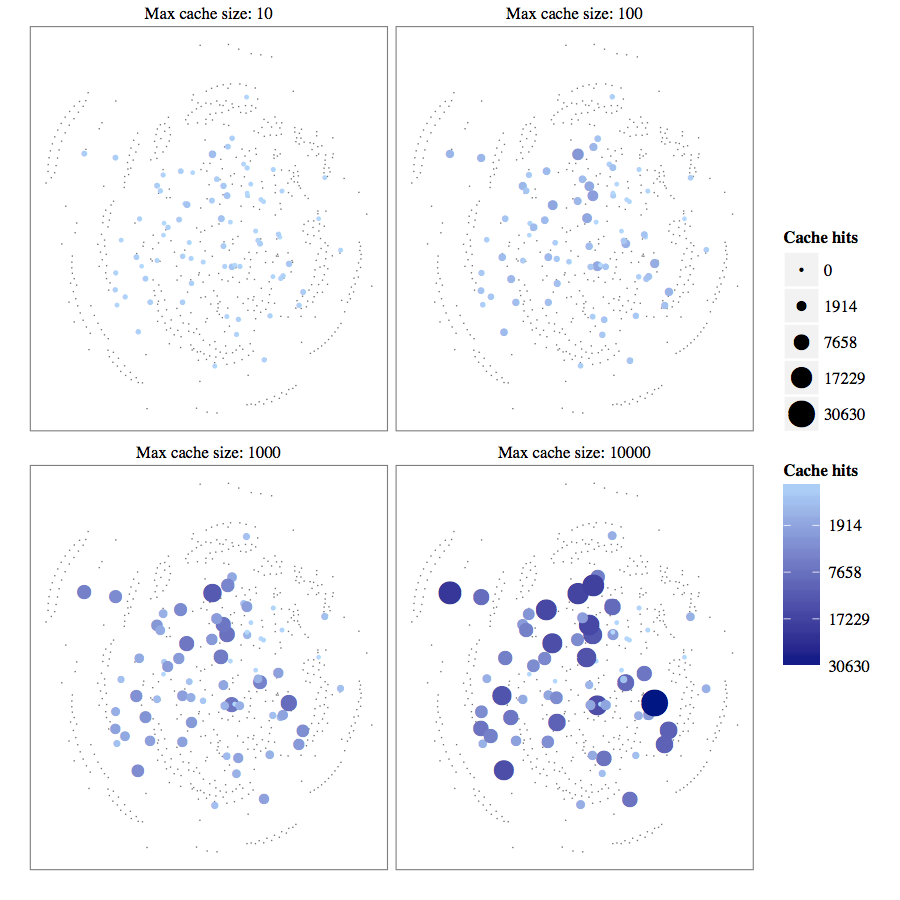 Max cache size: 10
Max cache size: 100
Cache hits
0
1914
7658
17229
30630
Max cache size: 1000
Max cache size: 10000
Cache hits
1914
7658
17229
30630